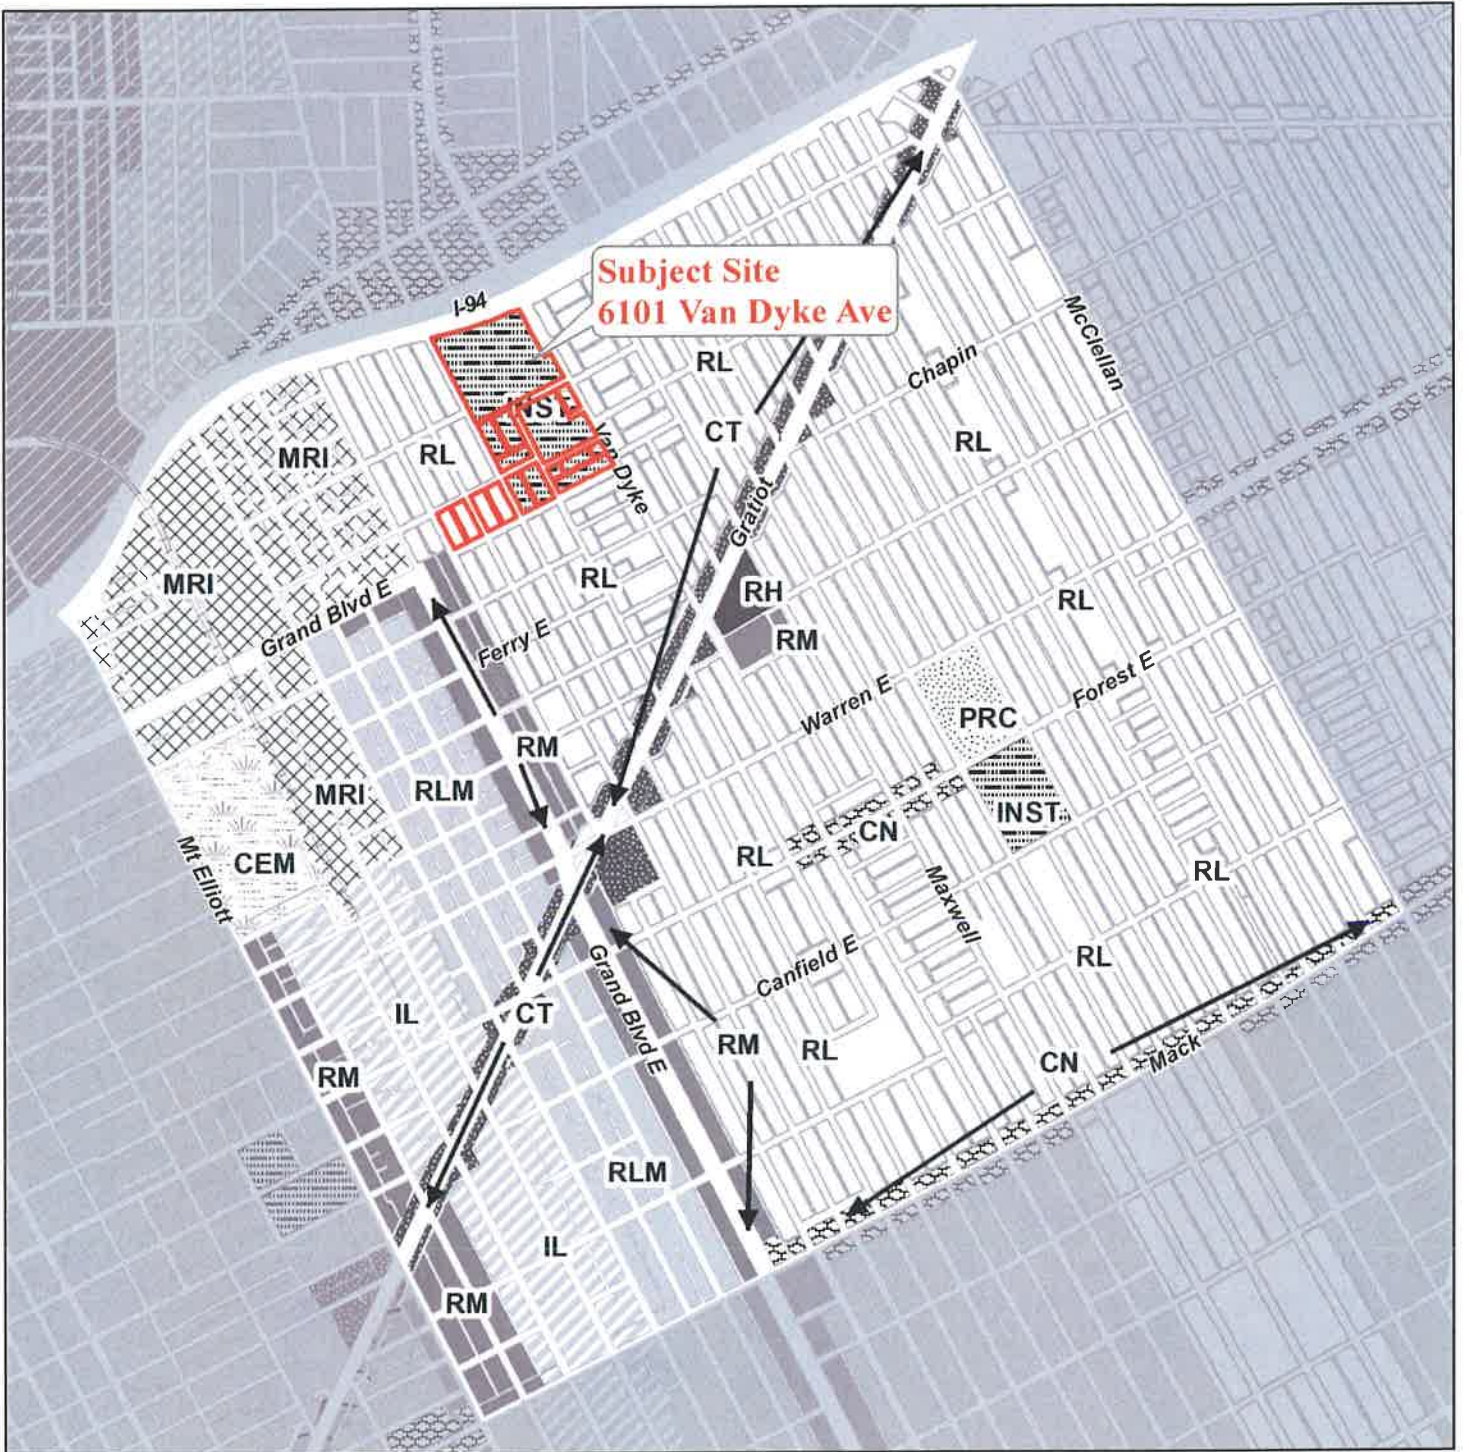 Subject Site
6101 Van Dyke Ave
I-94
McClellan
RL
Chapin
CT
RL
INST
MRI
RL
Van Dyke
Gratiot
MRI
RL
RH
RL
Grand Blvd E
Ferry E
RM
Forest E
Warren E
PRC
RM
MRI
RLM
INST
CN
RL
CEM
Mt Elliott
RL
Maxwell
RL
Canfield E
Grand Blvd E
IL
CT
RM
RL
CN
Mack
RM
RLM
IL
RM